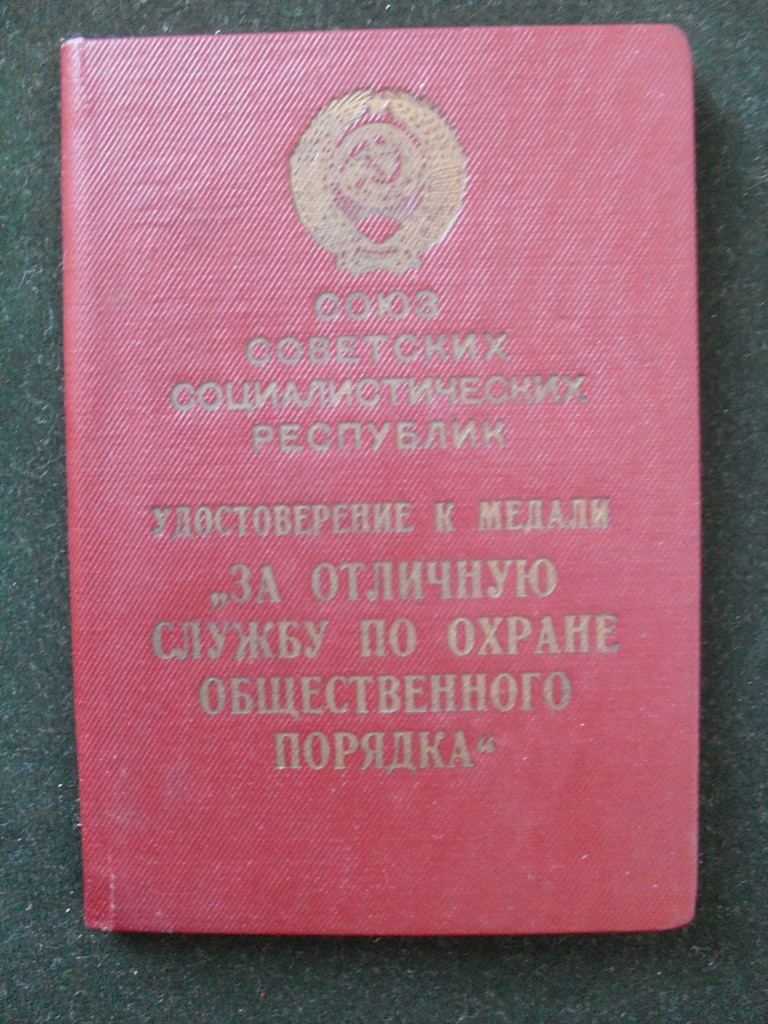 СОЮЗ
СОВЕТСКИХ
СОЦИАЛИСТИЧЕСКИХ
РЕСПУБЛИК
УДОСТОВЕРЕНИЕ К МЕДАЛИ
„ЗА ОТЛИЧНУЮ
СЛУЖБУ ПО ОХРАНЕ
ОБЩЕСТВЕННОГО
ПОРЯДКА“